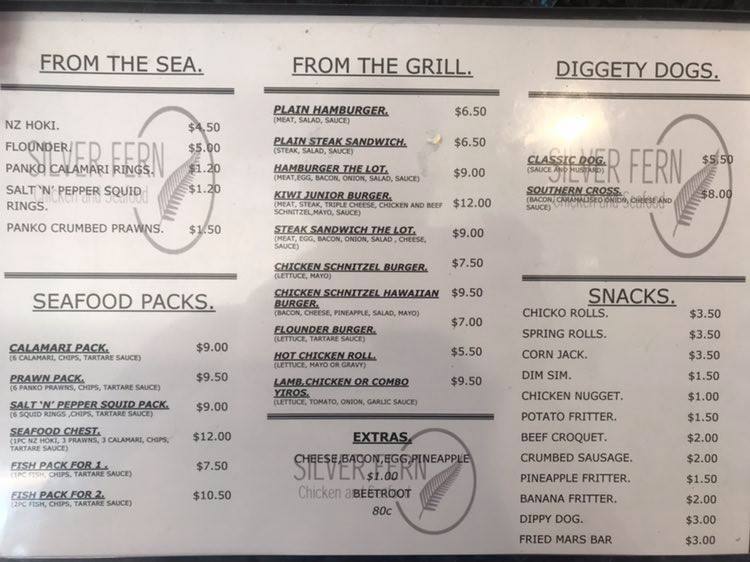 FROM THE SEA.
NZ HOKI. $4.50
FLOUNDER. $5.00
PANKO CALAMARI RINGS. $1.20
SALT 'N' PEPPER SQUID $1.20
RINGS.
PANKO CRUMBED PRAWNS. $1.50
SILVER FERN
Chicken and Seafood
SEAFOOD PACKS.
CALAMARI PACK. $9.00
(6 CALAMARI, CHIPS, TARTARE SAUCE)
PRAWN PACK. $9.50
(6 PANKO PRAWNS, CHIPS, TARTARE SAUCE)
SALT 'N' PEPPER SQUID PACK. $9.00
(6 SQUID RINGS ,CHIPS, TARTARE SAUCE)
SEAFOOD CHEST. $12.00
(1PC NZ HOKI, 3 PRAWNS, 3 CALAMARI, CHIPS,
TARTARE SAUCE)
FISH PACK FOR 1 . $7.50
(1PC FISH, CHIPS, TARTARE SAUCE)
FISH PACK FOR 2. $10.50
(2PC FISH, CHIPS, TARTARE SAUCE)
FROM THE GRILL.
PLAIN HAMBURGER. $6.50
(MEAT, SALAD, SAUCE)
PLAIN STEAK SANDWICH. $6.50
(STEAK, SALAD, SAUCE)
HAMBURGER THE LOT. $9.00
(MEAT,EGG, BACON, ONION, SALAD, SAUCE)
KIWI JUNIOR BURGER. $12.00
(MEAT, STEAK, TRIPLE CHEESE, CHICKEN AND BEEF
SCHNITZEL,MAYO, SAUCE)
STEAK SANDWICH THE LOT. $9.00
(MEAT, EGG, BACON, ONION, SALAD , CHEESE,
SAUCE)
CHICKEN SCHNITZEL BURGER. $7.50
(LETTUCE, MAYO)
CHICKEN SCHNITZEL HAWAIIAN $9.50
BURGER.
(BACON, CHEESE, PINEAPPLE, SALAD, MAYO)
FLOUNDER BURGER. $7.00
(LETTUCE, TARTARE SAUCE)
HOT CHICKEN ROLL. $5.50
(LETTUCE, MAYO OR GRAVY)
LAMB,CHICKEN OR COMBO $9.50
YIROS.
(LETTUCE, TOMATO, ONION, GARLIC SAUCE)
EXTRAS.
CHEESE,BACON,EGG,PINEAPPLE
$1.00
BEETROOT
80c
SILVER FERN
Chicken and Seafood
DIGGETY DOGS.
CLASSIC DOG. $5.50
(SAUCE AND MUSTARD)
SOUTHERN CROSS. $8.00
(BACON, CARAMALISED ONION, CHEESE AND
SAUCE)
SILVER FERN
Chicken and Seafood
SNACKS.
CHICKO ROLLS. $3.50
SPRING ROLLS. $3.50
CORN JACK. $3.50
DIM SIM. $1.50
CHICKEN NUGGET. $1.00
POTATO FRITTER. $1.50
BEEF CROQUET. $2.00
CRUMBED SAUSAGE. $2.00
PINEAPPLE FRITTER. $1.50
BANANA FRITTER. $2.00
DIPPY DOG. $3.00
FRIED MARS BAR $3.00